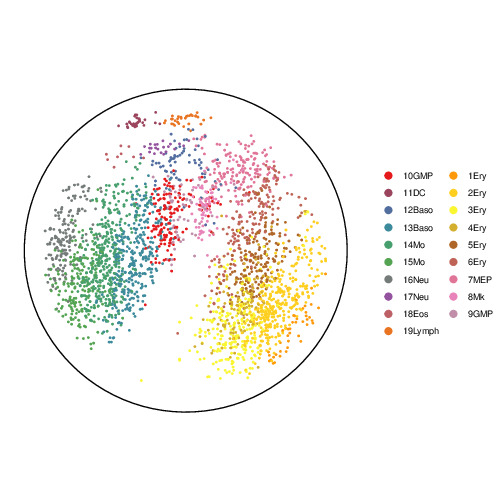 10GMP
11DC
12Baso
13Baso
14Mo
15Mo
16Neu
17Neu
18Eos
19Lymph
1Ery
2Ery
3Ery
4Ery
5Ery
6Ery
7MEP
8Mk
9GMP